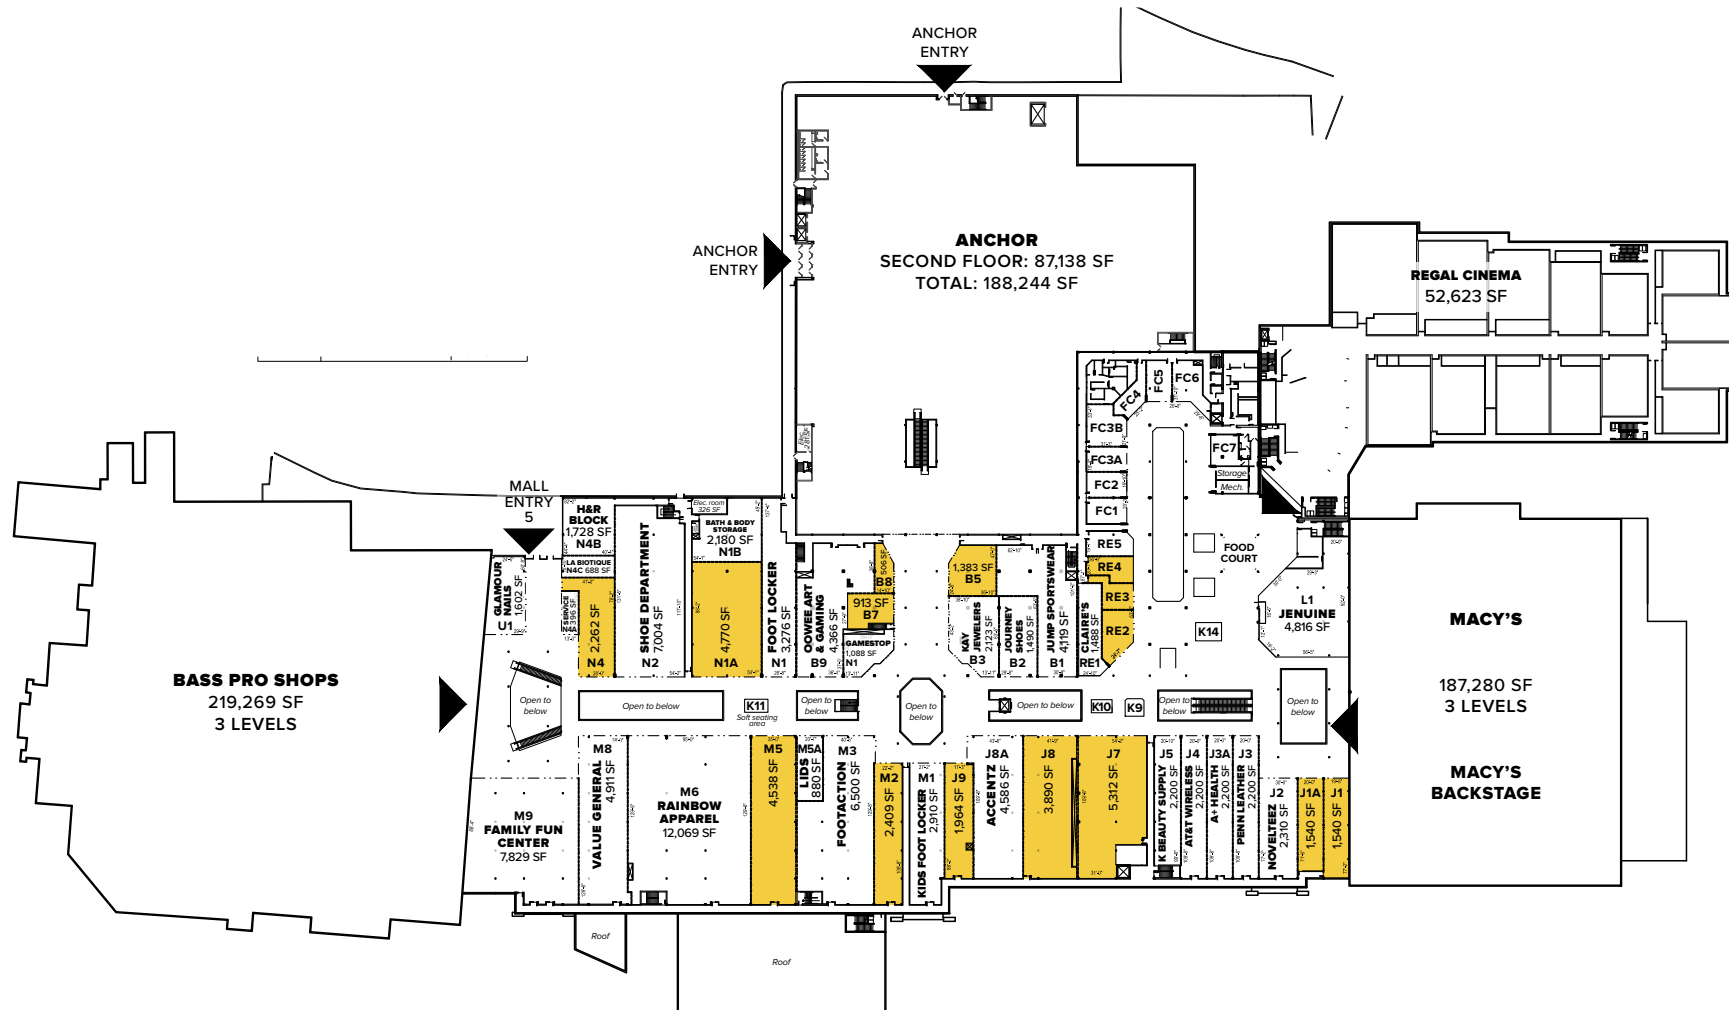 ANCHOR
ENTRY
ANCHOR
ENTRY
ANCHOR
SECOND FLOOR: 87,138 SF
TOTAL: 188,244 SF
REGAL CINEMA
52,623 SF
FC6
FC5
FC4
FC3B
FC3A
FC2
FC1
FC7
Storage
Mech.
RE5
RE4
RE3
RE2
FOOD
COURT
K14
L1
JENUINE
4,816 SF
MACY'S
187,280 SF
3 LEVELS
MACY'S
BACKSTAGE
MALL
ENTRY
5
BASS PRO SHOPS
219,269 SF
3 LEVELS
GLAMOUR
NAILS
1,602 SF
U1
H&R
BLOCK
1,728 SF
N4B
LA BIOTIQUE
N4C 688 SF
2,262 SF
N4
SHOE DEPARTMENT
7,004 SF
N2
Elec. room
326 SF
BATH & BODY
STORAGE
2,180 SF
N1B
4,770 SF
N1A
FOOT LOCKER
3,276 SF
N1
OOWEE ART
& GAMING
4,366 SF
B9
506 SF
B8
913 SF
B7
GAMESTOP
1,088 SF
N1
1,383 SF
B5
KAY
JEWELERS
2,123 SF
B3
JOURNEY
SHOES
1,490 SF
B2
JUMP SPORTSWEAR
4,119 SF
B1
CLAIRE'S
1,488 SF
RE1
Open to
below
Open to below
K11
Soft seating
area
Open to
below
Open to
below
Open to below
K10
K9
Open to
below
Open to
below
M9
FAMILY FUN
CENTER
7,829 SF
M8
VALUE GENERAL
4,911 SF
M6
RAINBOW
APPAREL
12,069 SF
M5
4,538 SF
M5A
LIDS
880 SF
M3
FOOTACTION
6,500 SF
M2
2,409 SF
M1
KIDS FOOT LOCKER
2,910 SF
J9
1,964 SF
J8A
ACCENTZ
4,586 SF
J8
3,890 SF
J7
5,312 SF
J5
K BEAUTY SUPPLY
2,200 SF
J4
AT&T WIRELESS
2,200 SF
J3A
A+ HEALTH
2,200 SF
J3
PENN LEATHER
2,200 SF
J2
NOVELTEEZ
2,310 SF
J1A
1,540 SF
J1
1,540 SF
Roof
Roof